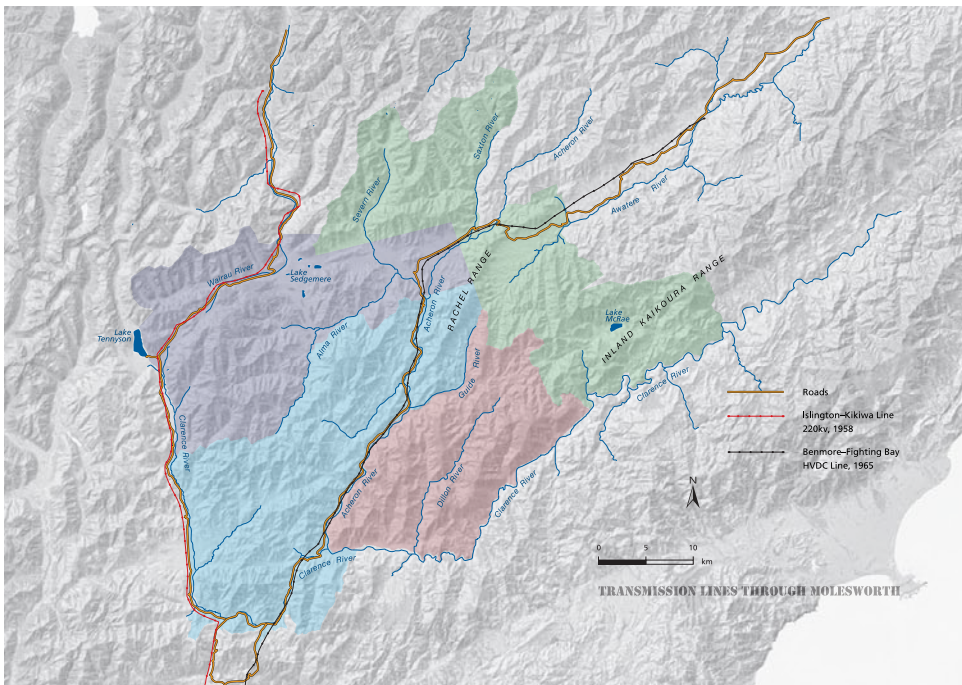 Saxton River
Acheron River
Severn River
Awatere River
Wairau River
Lake
Sedgemere
RACHEL RANGE
Acheron River
INLAND KAIKOURA RANGE
Lake
McRae
Lake
Tennyson
Alma River
Guide River
Clarence River
Roads
Islington–Kikiwa Line
220kv, 1958
Clarence River
Benmore–Fighting Bay
HVDC Line, 1965
Acheron River
Dillon River
Clarence River
N
Clarence River
0 5 10
km
TRANSMISSION LINES THROUGH MOLESWORTH